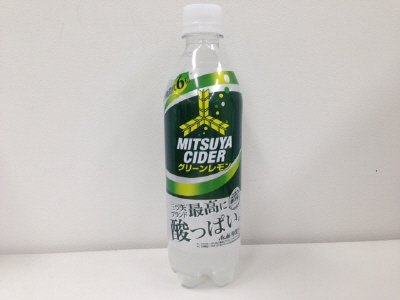 MITSUYA
CIDER
グリーンレモン
三ツ矢
ブランド
最高に
酸っぱい。
Asahi